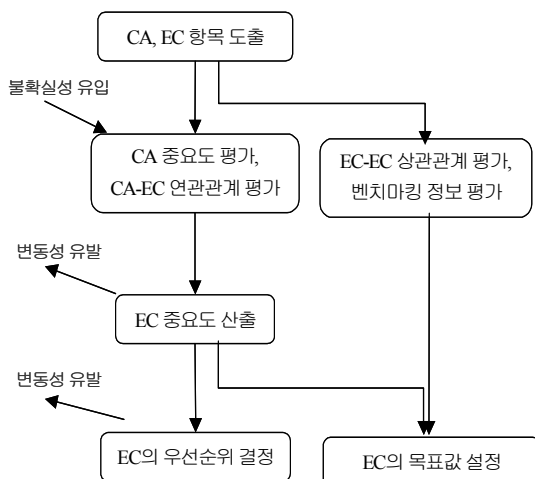 CA, EC 항목 도출
불확실성 유입
CA 중요도 평가,
CA-EC 연관관계 평가
EC-EC 상관관계 평가,
벤치마킹 정보 평가
변동성 유발
EC 중요도 산출
변동성 유발
EC의 우선순위 결정
EC의 목표값 설정